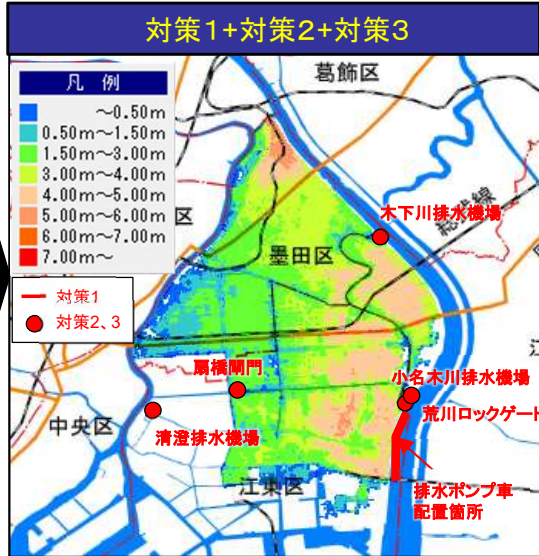 対策1+対策2+対策3
凡 例
～0.50m
0.50m～1.50m
1.50m～3.00m
3.00m～4.00m
4.00m～5.00m
5.00m～6.00m
6.00m～7.00m
7.00m～
対策1
対策2、3
葛飾区
区
木下川排水機場
総武線
墨田区
扇橋閘門
小名木川排水機場
荒川ロックゲート
中央区
清澄排水機場
江東区
排水ポンプ車
配置箇所